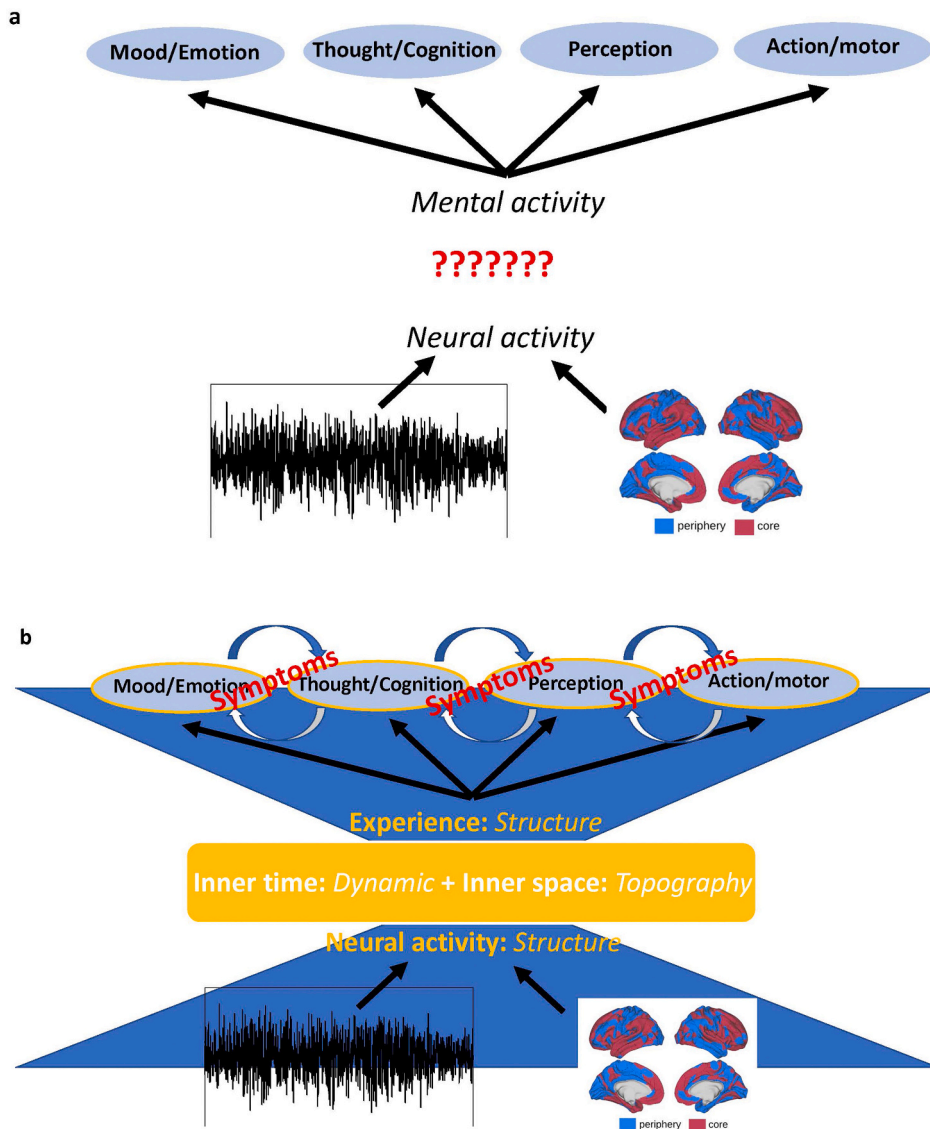 a
Mood/Emotion Thought/Cognition Perception Action/motor
Mental activity
???????
Neural activity
periphery core
b
Symptoms Symptoms Symptoms
Mood/Emotion Thought/Cognition Perception Action/motor
Experience: Structure
Inner time: Dynamic + Inner space: Topography
Neural activity: Structure
periphery core